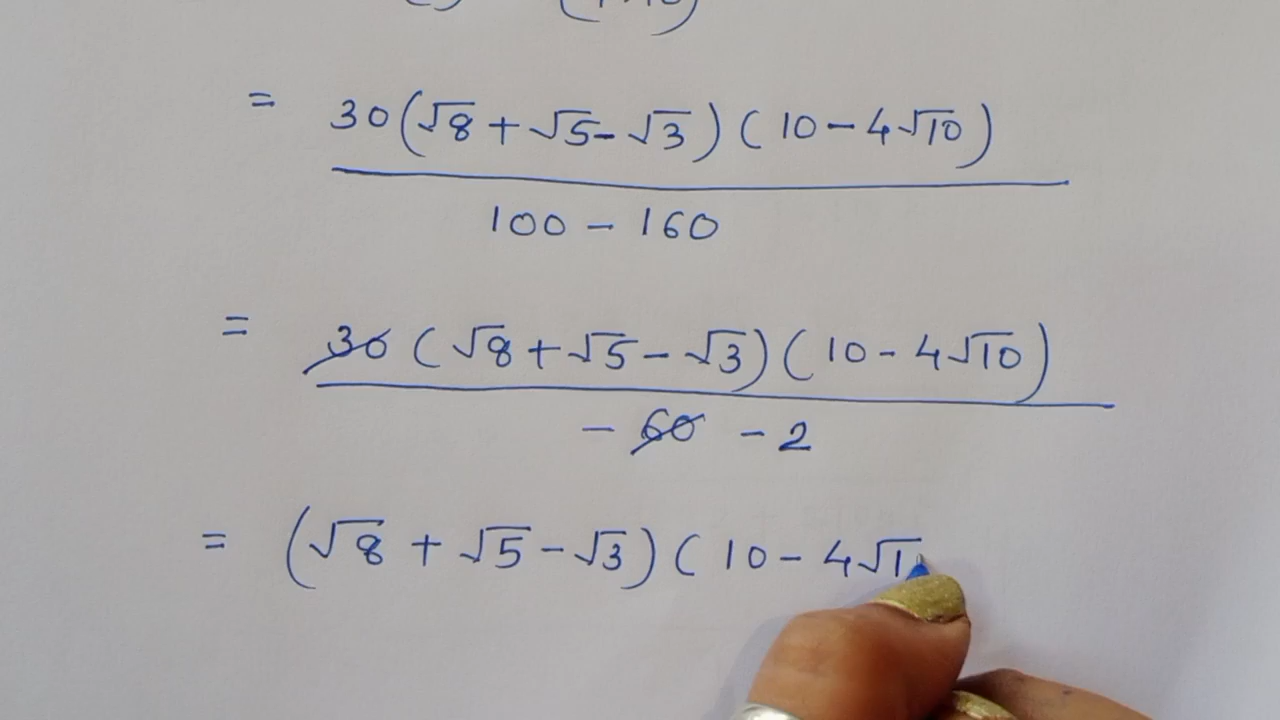 = 30(√8 + √5 - √3)(10 - 4√10)
100 - 160
= 30(√8 + √5 - √3)(10 - 4√10)
- 60 - 2
= (√8 + √5 - √3)(10 - 4√1